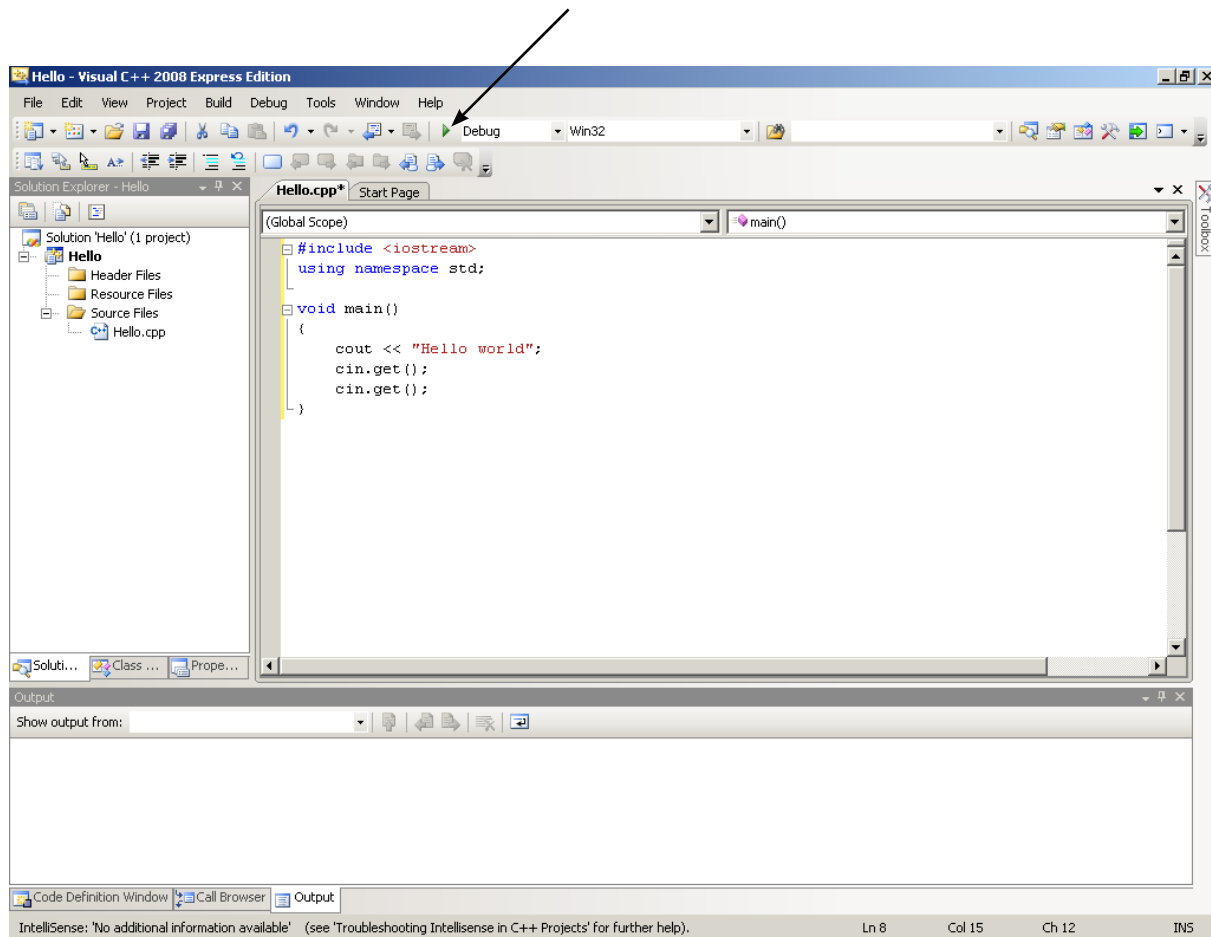 Hello - Visual C++ 2008 Express Edition
File Edit View Project Build Debug Tools Window Help
Debug Win32
Solution Explorer - Hello
Hello.cpp* Start Page
Toolbox
(Global Scope) main()
Solution 'Hello' (1 project)
Hello
Header Files
Resource Files
Source Files
Hello.cpp
#include <iostream>
using namespace std;
void main()
{
cout << "Hello world";
cin.get();
cin.get();
}
Soluti... Class ... Prope...
Output
Show output from:
Code Definition Window Call Browser Output
IntelliSense: 'No additional information available' (see 'Troubleshooting Intellisense in C++ Projects' for further help). Ln 8 Col 15 Ch 12 INS